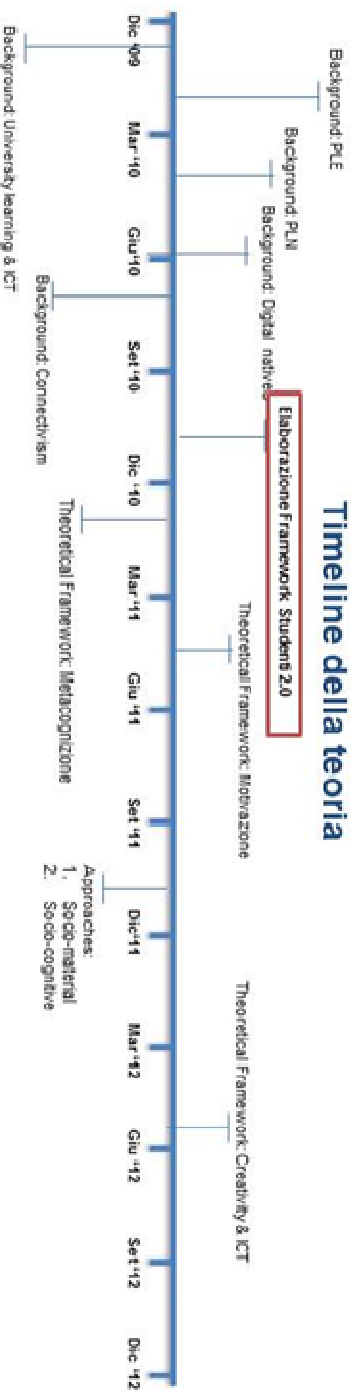 Timeline della teoria
Background: PLE
Background: PLN
Background: Digital natives
Elaborazione Framework Studenti 2.0
Theoretical Framework: Motivazione
Theoretical Framework: Creativity & ICT
Dic '09
Mar '10
Giu '10
Set '10
Dic '10
Mar '11
Giu '11
Set '11
Dic '11
Mar '12
Giu '12
Set '12
Dic '12
Background: University learning & ICT
Background: Connectivism
Theoretical Framework: Metacognizione
Approaches:
1. Socio-material
2. Socio-cognitive